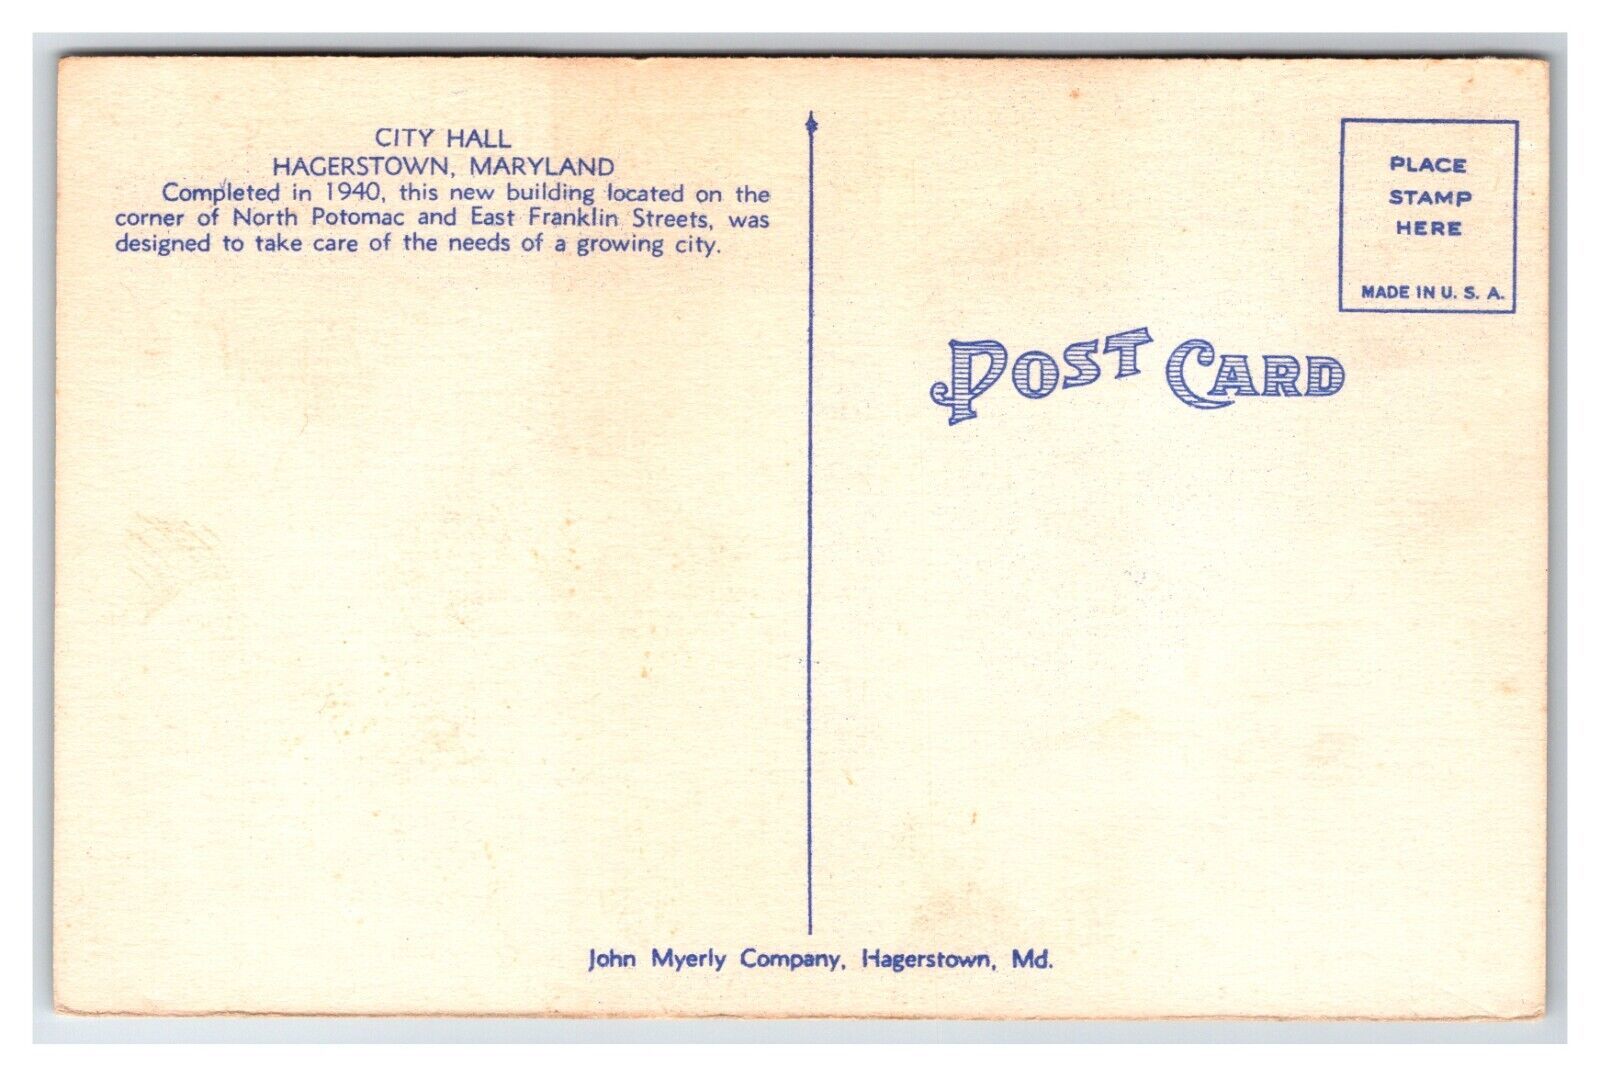 CITY HALL
HAGERSTOWN, MARYLAND
Completed in 1940, this new building located on the
corner of North Potomac and East Franklin Streets, was
designed to take care of the needs of a growing city.
PLACE
STAMP
HERE
MADE IN U. S. A.
POST CARD
John Myerly Company, Hagerstown, Md.